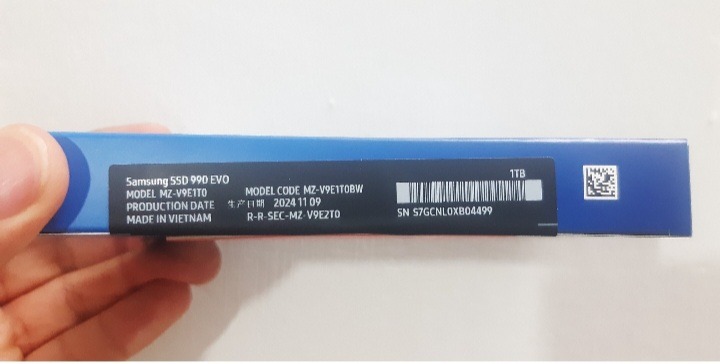 Samsung SSD 990 EVO
MODEL MZ-V9E1T0 MODEL CODE MZ-V9E1T0BW
PRODUCTION DATE 生产日期 2024 11 09
MADE IN VIETNAM R-R-SEC-MZ-V9E2T0
1TB
SN S7GCNL0XB04499